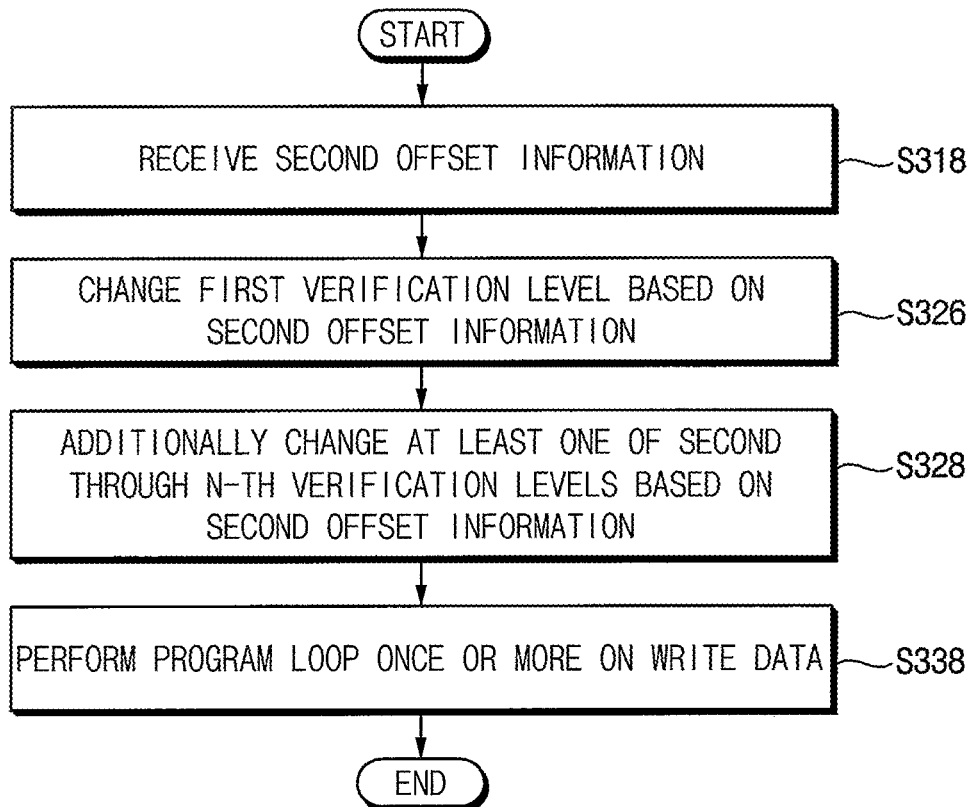 START
RECEIVE SECOND OFFSET INFORMATION
S318
CHANGE FIRST VERIFICATION LEVEL BASED ON
SECOND OFFSET INFORMATION
S326
ADDITIONALLY CHANGE AT LEAST ONE OF SECOND
THROUGH N-TH VERIFICATION LEVELS BASED ON
SECOND OFFSET INFORMATION
S328
PERFORM PROGRAM LOOP ONCE OR MORE ON WRITE DATA
S338
END